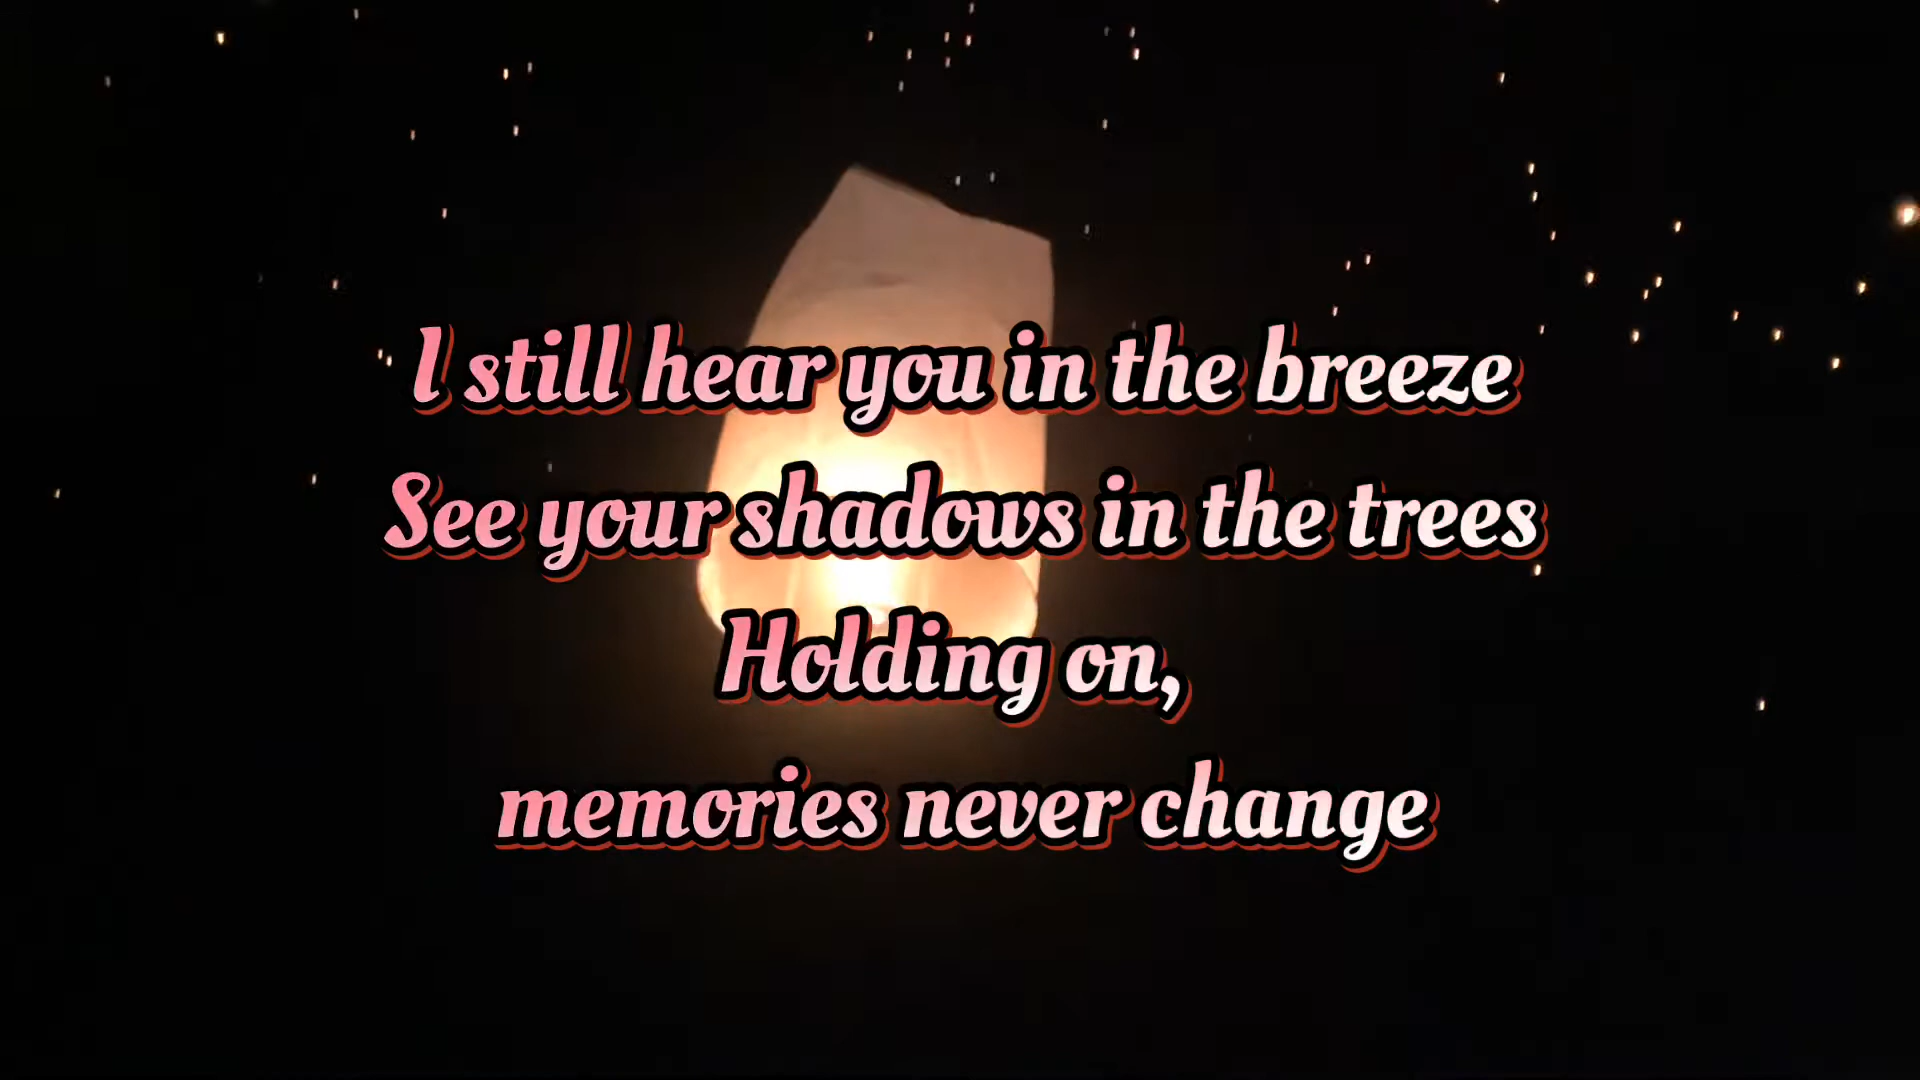 I still hear you in the breeze
See your shadows in the trees
Holding on,
memories never change